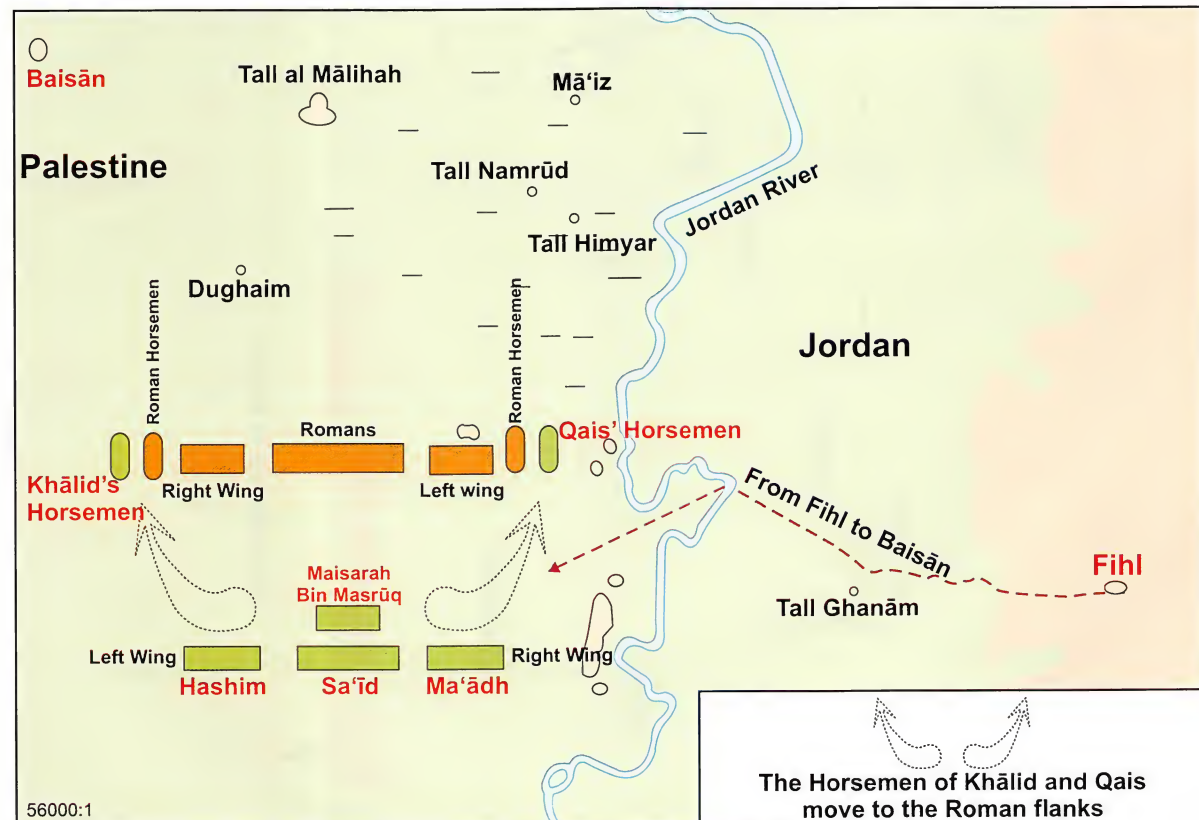 Baisān
Tall al Mālihah
Mā‘iz
Palestine
Tall Namrūd
Jordan River
Tall Himyar
Dughaim
Roman Horsemen
Roman Horsemen
Jordan
Romans
Qais’ Horsemen
Khālid’s
Horsemen
Right Wing
Left wing
From Fihl to Baisān
Fihl
Maisarah
Bin Masrūq
Tall Ghanām
Left Wing
Right Wing
Hashim
Sa‘īd
Ma‘ādh
The Horsemen of Khālid and Qais
move to the Roman flanks
56000:1